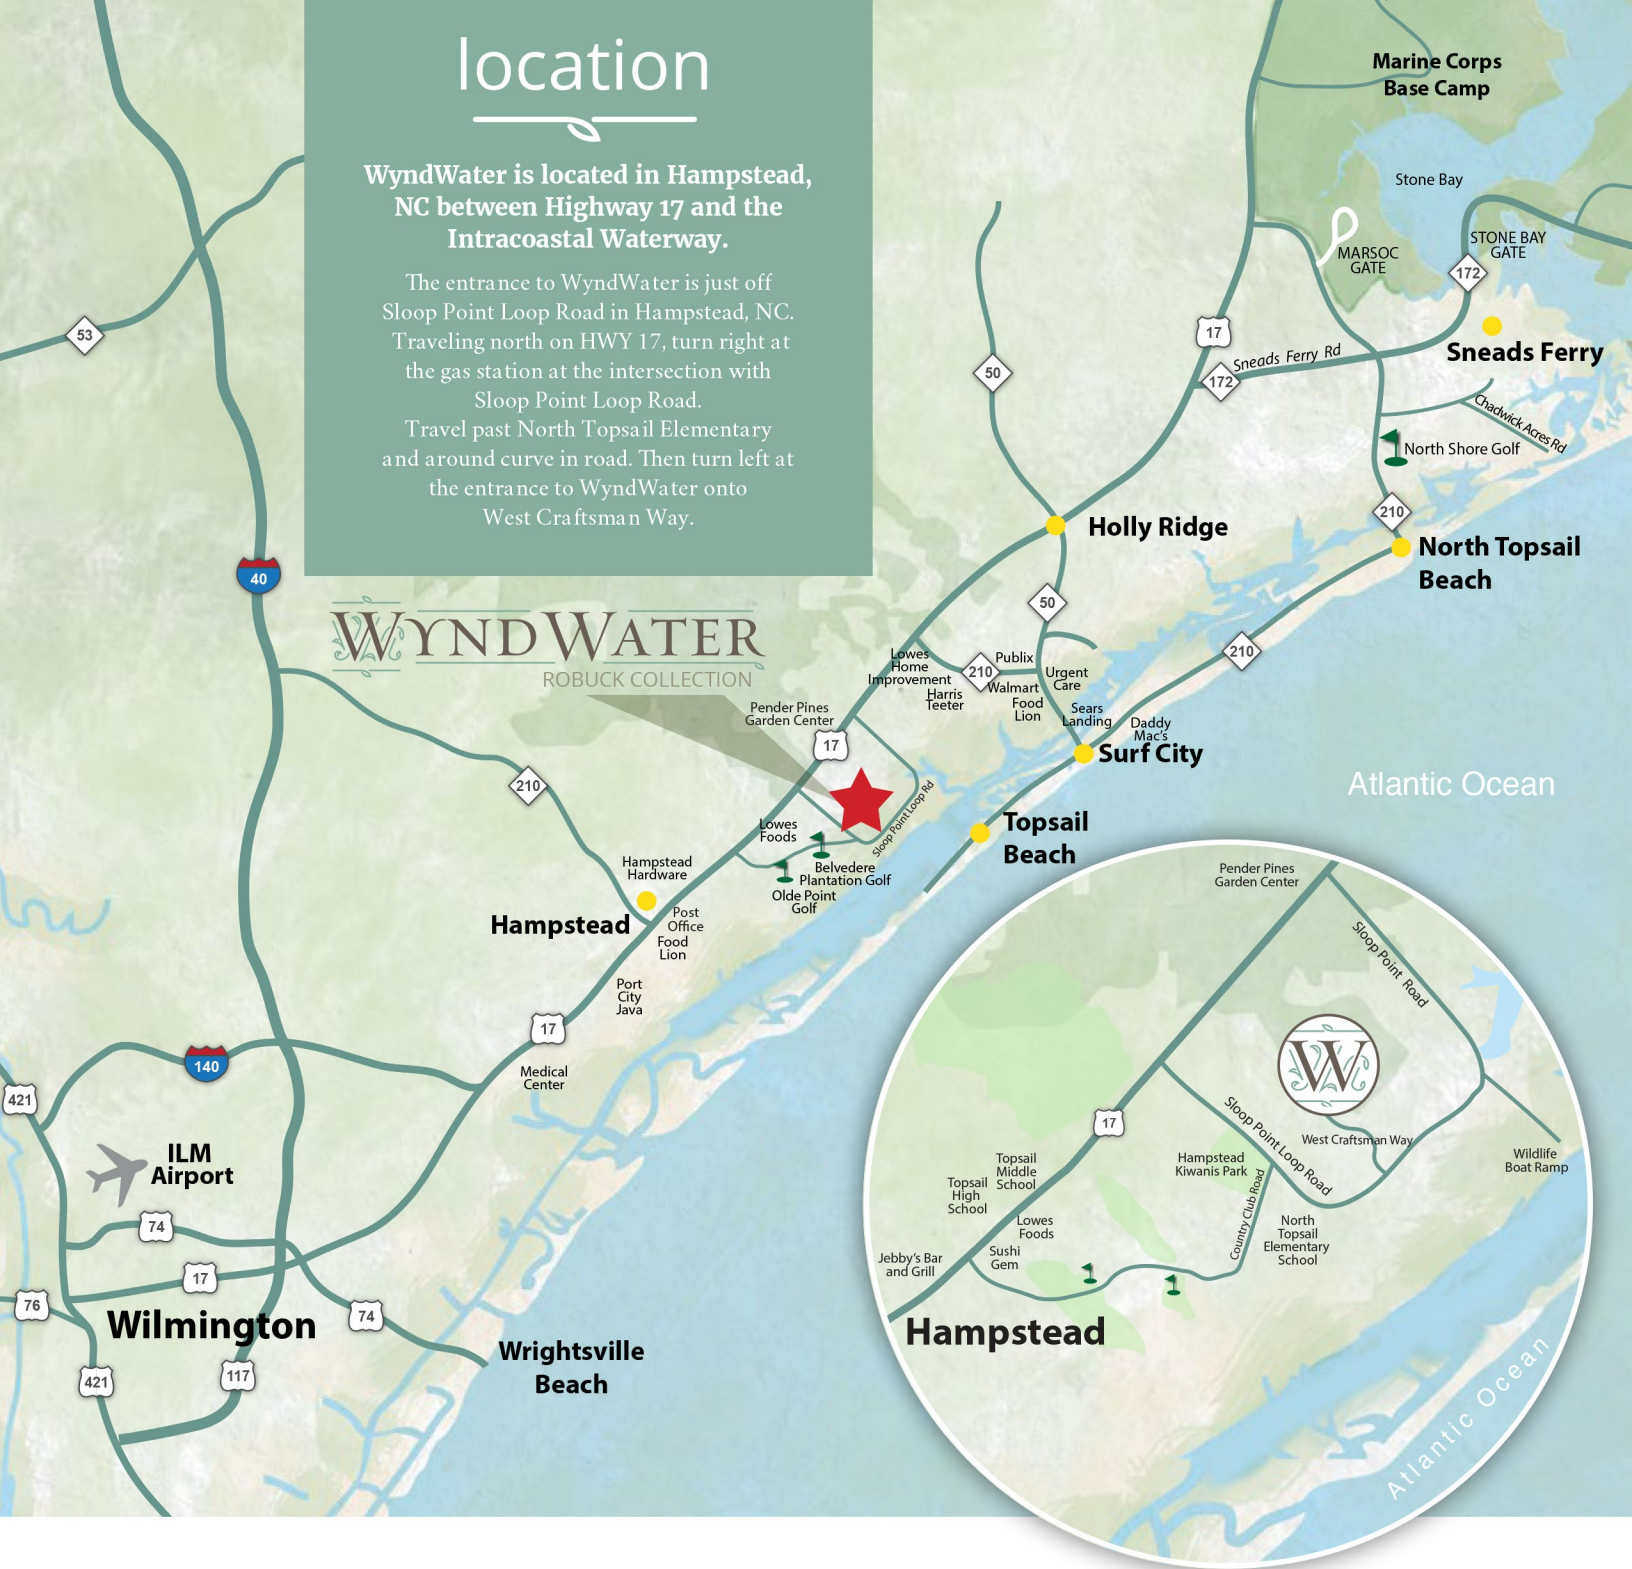 location
WyndWater is located in Hampstead,
NC between Highway 17 and the
Intracoastal Waterway.
The entrance to WyndWater is just off
Sloop Point Loop Road in Hampstead, NC.
Traveling north on HWY 17, turn right at
the gas station at the intersection with
Sloop Point Loop Road.
Travel past North Topsail Elementary
and around curve in road. Then turn left at
the entrance to WyndWater onto
West Craftsman Way.
Marine Corps
Base Camp
Stone Bay
MARSOC
GATE
STONE BAY
GATE
172
53
17
Sneads Ferry
50
172
Sneads Ferry Rd
Chadwick Acres Rd
North Shore Golf
210
Holly Ridge
North Topsail
Beach
40
50
WYNDWATER
ROBUCK COLLECTION
Lowes
Home
Improvement
Harris
Teeter
210
Publix
Walmart
Food
Lion
Urgent
Care
210
Sears
Landing
Daddy
Mac's
Surf City
Pender Pines
Garden Center
17
Atlantic Ocean
210
Sloop Point Loop Rd
Lowes
Foods
Topsail
Beach
Belvedere
Plantation Golf
Olde Point
Golf
Hampstead
Hardware
Hampstead
Post
Office
Food
Lion
Port
City
Java
17
Medical
Center
140
421
ILM
Airport
74
17
76
Wilmington
74
421
117
Wrightsville
Beach
Pender Pines
Garden Center
Sloop Point Road
W
17
Sloop Point Loop Road
West Craftsman Way
Wildlife
Boat Ramp
Hampstead
Kiwanis Park
Topsail
Middle
School
Topsail
High
School
Country Club Road
North
Topsail
Elementary
School
Lowes
Foods
Sushi
Gem
Jebby's Bar
and Grill
Hampstead
Atlantic Ocean